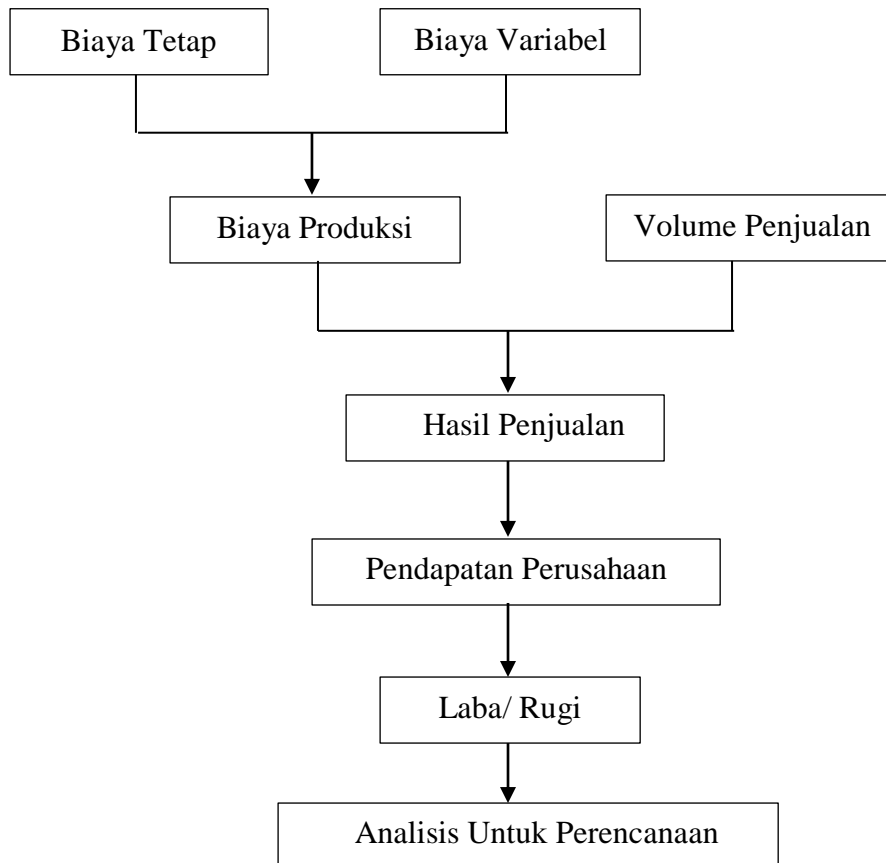 Biaya Tetap
Biaya Variabel
Biaya Produksi
Volume Penjualan
Hasil Penjualan
Pendapatan Perusahaan
Laba/ Rugi
Analisis Untuk Perencanaan